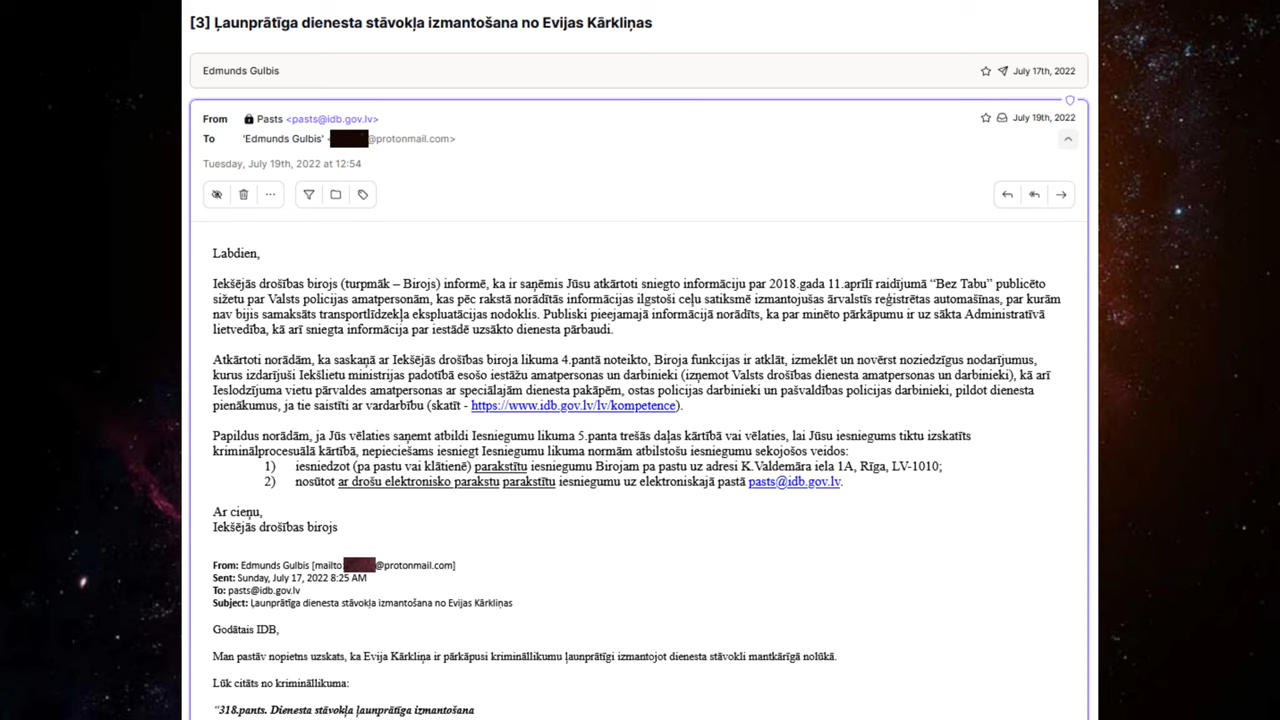 [3] Ļaunprātīga dienesta stāvokļa izmantošana no Evijas Kārkliņas
Edmunds Gulbis
July 17th, 2022
From Pasts <pasts@idb.gov.lv>
July 19th, 2022
To 'Edmunds Gulbis' < @protonmail.com>
Tuesday, July 19th, 2022 at 12:54
Labdien,
Iekšējās drošības birojs (turpmāk – Birojs) informē, ka ir saņēmis Jūsu atkārtoti sniegto informāciju par 2018.gada 11.aprīlī raidījumā “Bez Tabu” publicēto
sižetu par Valsts policijas amatpersonām, kas pēc rakstā norādītās informācijas ilgstoši ceļu satiksmē izmantojušas ārvalstīs reģistrētas automašīnas, par kurām
nav bijis samaksāts transportlīdzekļa ekspluatācijas nodoklis. Publiski pieejamajā informācijā norādīts, ka par minēto pārkāpumu ir uz sākta Administratīvā
lietvedība, kā arī sniegta informācija par iestādē uzsākto dienesta pārbaudi.
Atkārtoti norādām, ka saskaņā ar Iekšējās drošības biroja likuma 4.pantā noteikto, Biroja funkcijas ir atklāt, izmeklēt un novērst noziedzīgus nodarījumus,
kurus izdarījuši Iekšlietu ministrijas padotībā esošo iestāžu amatpersonas un darbinieki (izņemot Valsts drošības dienesta amatpersonas un darbinieki), kā arī
Ieslodzījuma vietu pārvaldes amatpersonas ar speciālajām dienesta pakāpēm, ostas policijas darbinieki un pašvaldības policijas darbinieki, pildot dienesta
pienākumus, ja tie saistīti ar vardarbību (skatīt - https://www.idb.gov.lv/lv/kompetence).
Papildus norādām, ja Jūs vēlaties saņemt atbildi Iesniegumu likuma 5.panta trešās daļas kārtībā vai vēlaties, lai Jūsu iesniegums tiktu izskatīts
kriminālprocesuālā kārtībā, nepieciešams iesniegt Iesniegumu likuma normām atbilstošu iesniegumu sekojošos veidos:
1) iesniedzot (pa pastu vai klātienē) parakstītu iesniegumu Birojam pa pastu uz adresi K.Valdemāra iela 1A, Rīga, LV-1010;
2) nosūtot ar drošu elektronisko parakstu parakstītu iesniegumu uz elektroniskajā pastā pasts@idb.gov.lv.
Ar cieņu,
Iekšējās drošības birojs
From: Edmunds Gulbis [mailto: @protonmail.com]
Sent: Sunday, July 17, 2022 8:25 AM
To: pasts@idb.gov.lv
Subject: Ļaunprātīga dienesta stāvokļa izmantošana no Evijas Kārkliņas
Godātais IDB,
Man pastāv nopietns uzskats, ka Evija Kārkliņa ir pārkāpusi krimināllikumu ļaunprātīgi izmantojot dienesta stāvokli mantkārīgā nolūkā.
Lūk citāts no krimināllikuma:
“318.pants. Dienesta stāvokļa ļaunprātīga izmantošana